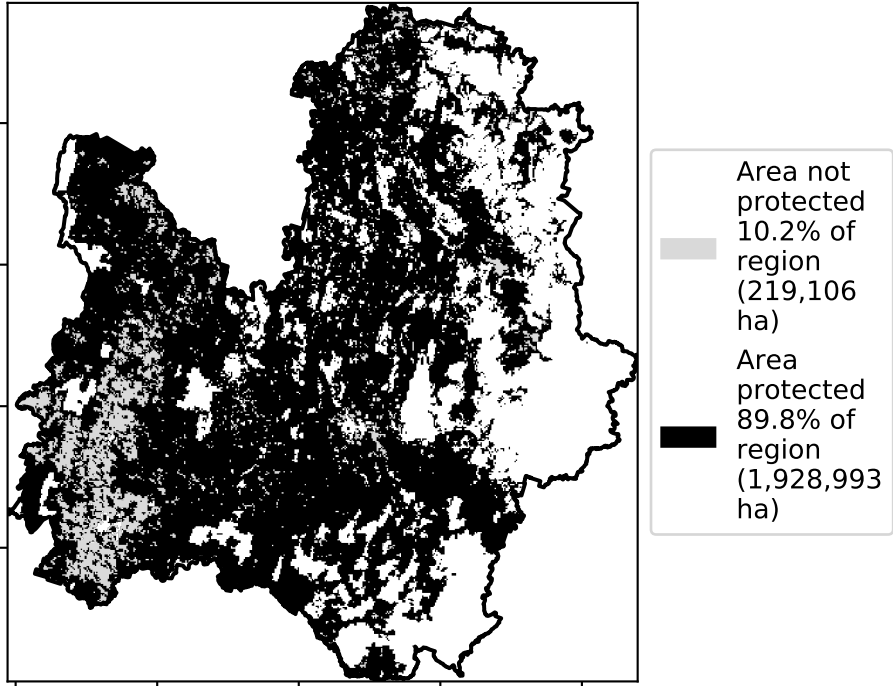 Area not
protected
10.2% of
region
(219,106
ha)
Area
protected
89.8% of
region
(1,928,993
ha)